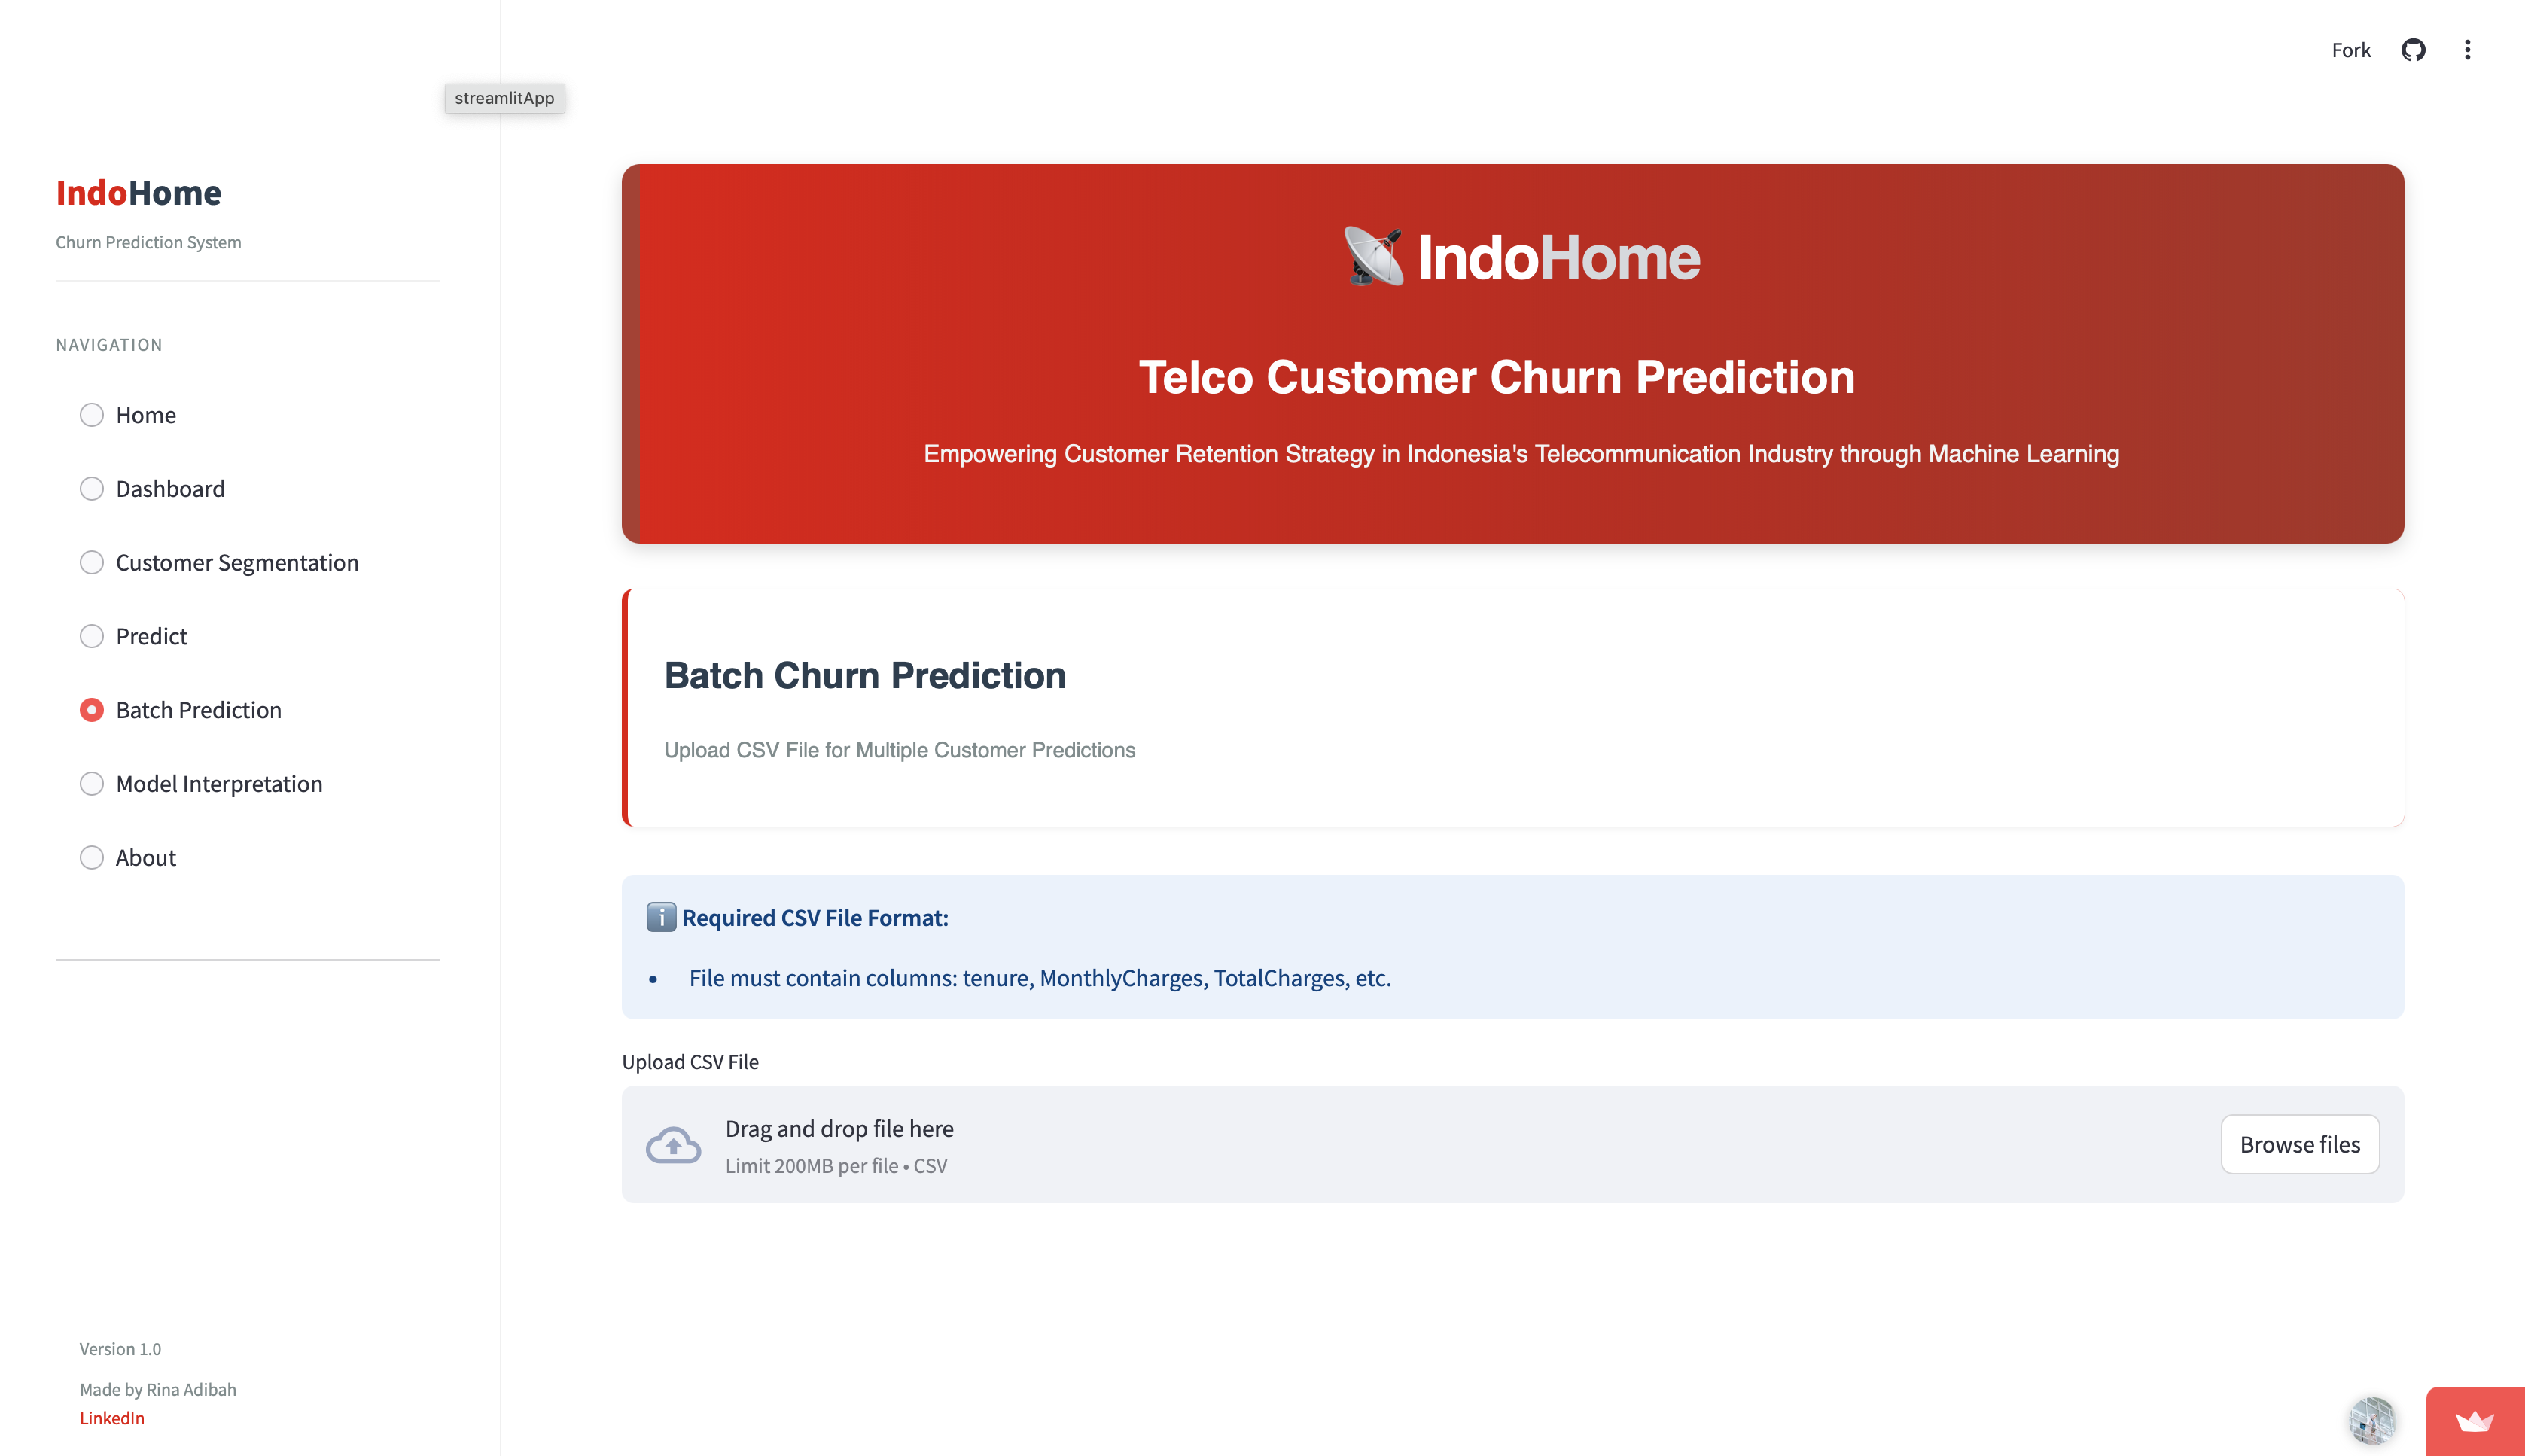 Fork
streamlitApp
IndoHome
Churn Prediction System
NAVIGATION
Home
Dashboard
Customer Segmentation
Predict
Batch Prediction
Model Interpretation
About
Version 1.0
Made by Rina Adibah
LinkedIn
IndoHome
Telco Customer Churn Prediction
Empowering Customer Retention Strategy in Indonesia's Telecommunication Industry through Machine Learning
Batch Churn Prediction
Upload CSV File for Multiple Customer Predictions
Required CSV File Format:
• File must contain columns: tenure, MonthlyCharges, TotalCharges, etc.
Upload CSV File
Drag and drop file here
Limit 200MB per file • CSV
Browse files